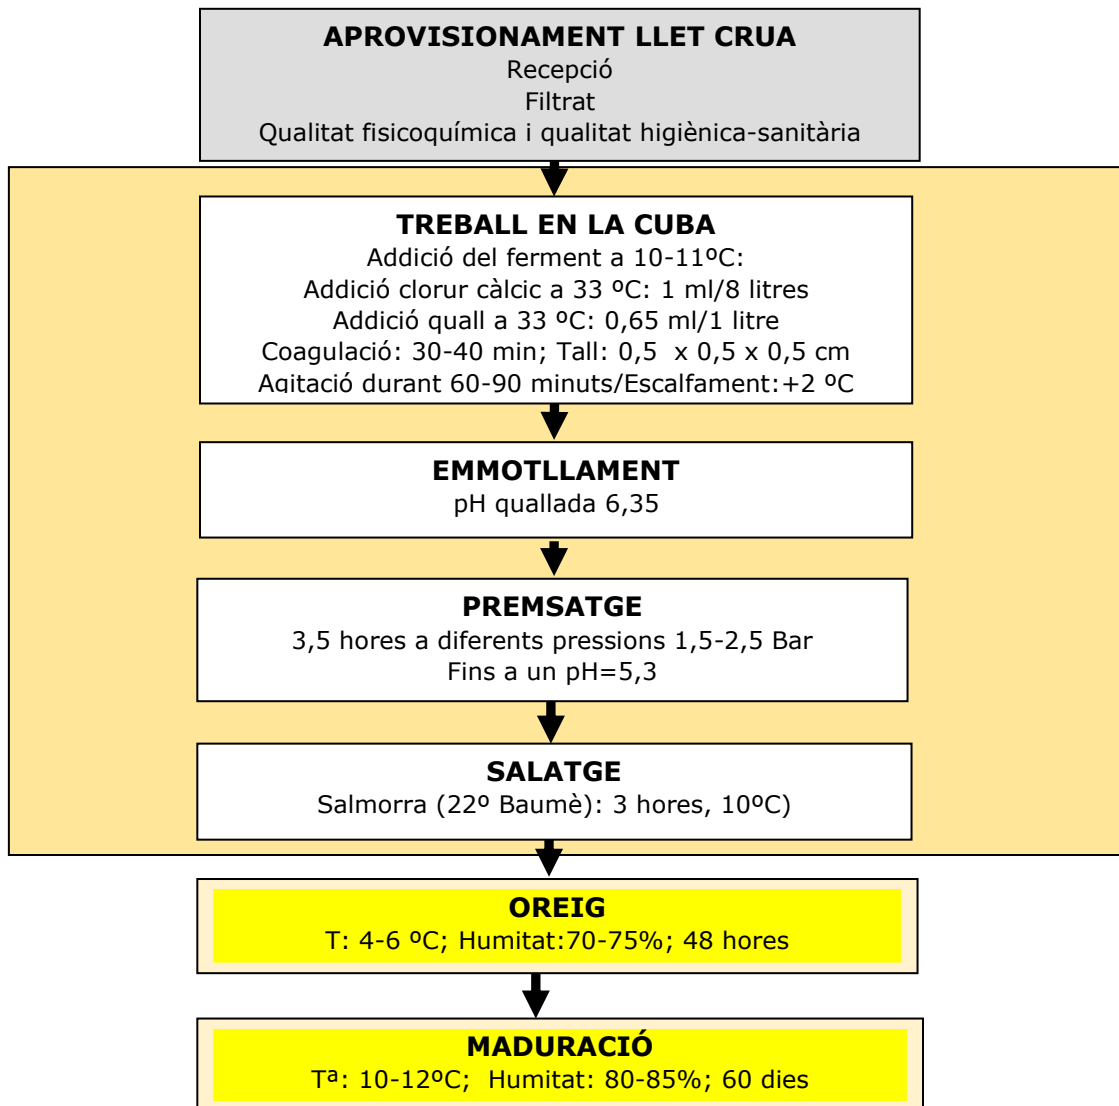 APROVISIONAMENT LLET CRUA
Recepció
Filtrat
Qualitat fisicoquímica i qualitat higiènica-sanitària
TREBALL EN LA CUBA
Addició del ferment a 10-11ºC:
Addició clorur càlcic a 33 ºC: 1 ml/8 litres
Addició quall a 33 ºC: 0,65 ml/1 litre
Coagulació: 30-40 min; Tall: 0,5 x 0,5 x 0,5 cm
Agitació durant 60-90 minuts/Escalfament:+2 ºC
EMMOTLLAMENT
pH quallada 6,35
PREMSATGE
3,5 hores a diferents pressions 1,5-2,5 Bar
Fins a un pH=5,3
SALATGE
Salmorra (22º Baumè): 3 hores, 10ºC)
OREIG
T: 4-6 ºC; Humitat:70-75%; 48 hores
MADURACIÓ
Tª: 10-12ºC; Humitat: 80-85%; 60 dies